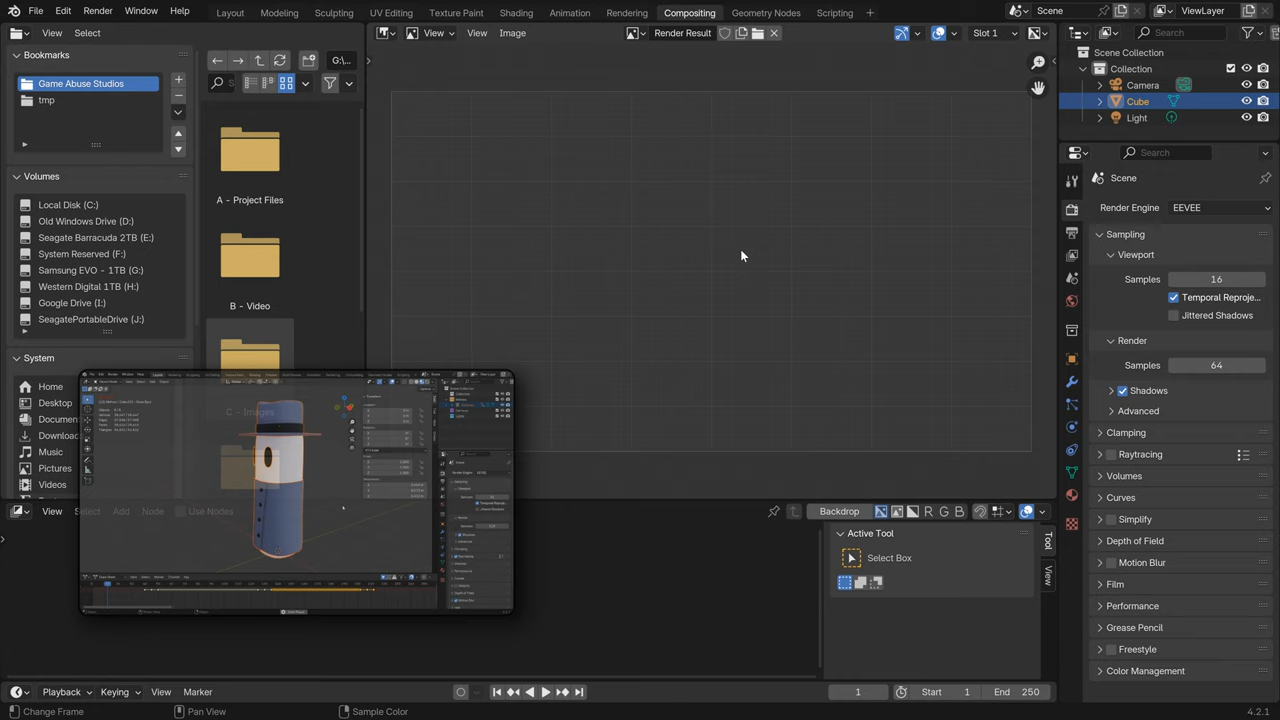 File Edit Render Window Help
Layout Modeling Sculpting UV Editing Texture Paint Shading Animation Rendering Compositing Geometry Nodes Scripting
Scene ViewLayer
View Select
Bookmarks
Game Abuse Studios
tmp
Volumes
Local Disk (C:)
Old Windows Drive (D:)
Seagate Barracuda 2TB (E:)
System Reserved (F:)
Samsung EVO - 1TB (G:)
Western Digital 1TB (H:)
Google Drive (I:)
SeagatePortableDrive (J:)
System
Home
Desktop
Docume
Downloa
Music
Pictures
Videos
G:\...
A - Project Files
B - Video
C - Images
View View Image Render Result Slot 1
Search
Scene Collection
Collection
Camera
Cube
Light
Search
Scene
Render Engine EEVEE
Sampling
Viewport
Samples 16
Temporal Reproje...
Jittered Shadows
Render
Samples 64
Shadows
Advanced
Clamping
Raytracing
Volumes
Curves
Simplify
Depth of Field
Motion Blur
Film
Performance
Grease Pencil
Freestyle
Color Management
View Select Add Node Use Nodes
Backdrop R G B
Active Tool
Select Box
Tool
View
Playback Keying View Marker
1 Start 1 End 250
Change Frame Pan View Sample Color 4.2.1